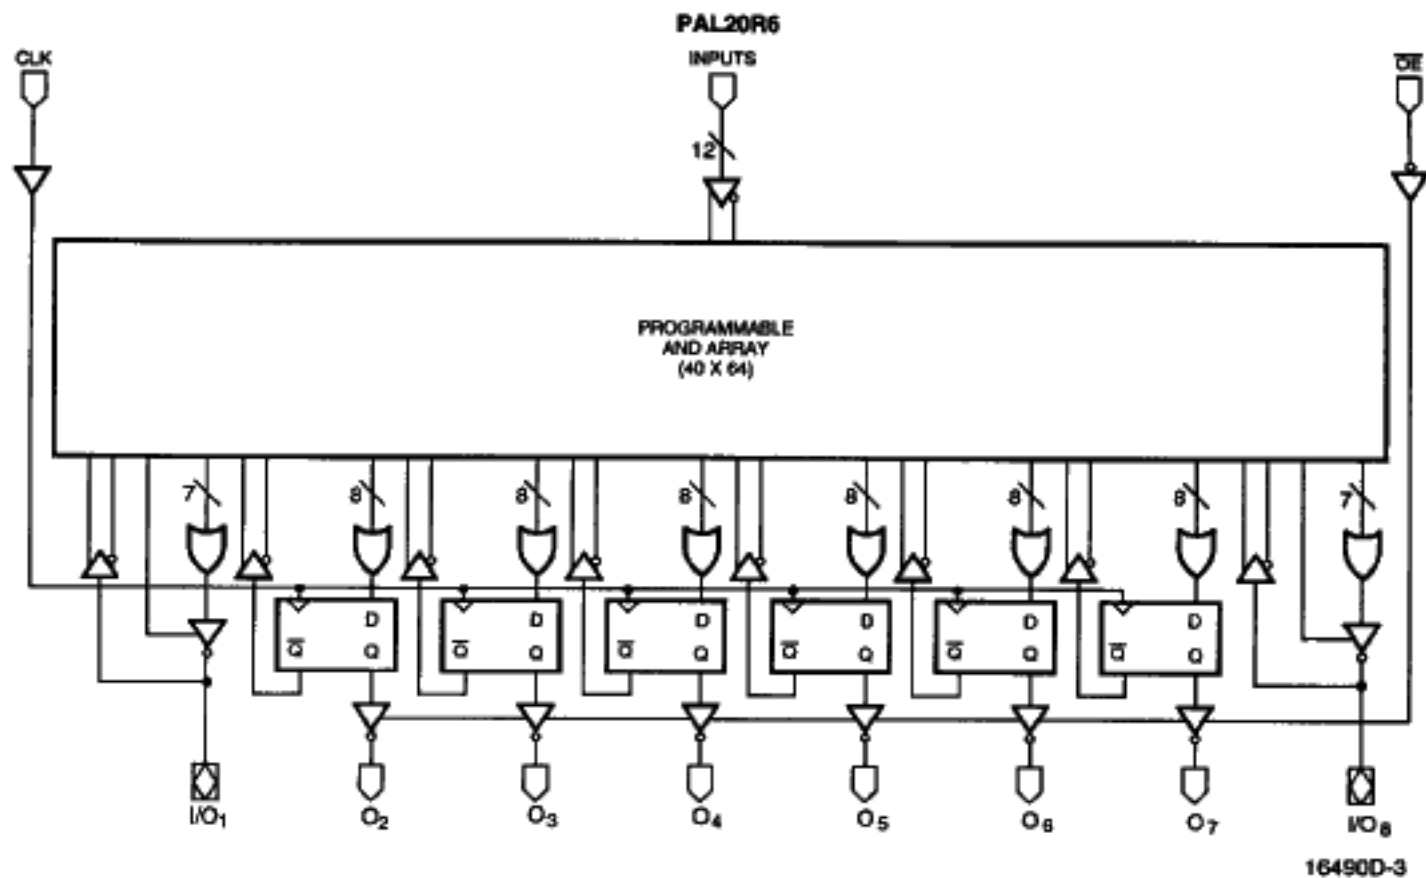 PAL20R6
CLK
INPUTS
O̅E̅
12
PROGRAMMABLE
AND ARRAY
(40 X 64)
7 8 8 8 8 8 8 7
D D D D D D
Q̅ Q Q̅ Q Q̅ Q Q̅ Q Q̅ Q Q̅ Q
I/O₁ O₂ O₃ O₄ O₅ O₆ O₇ I/O₈
16490D-3